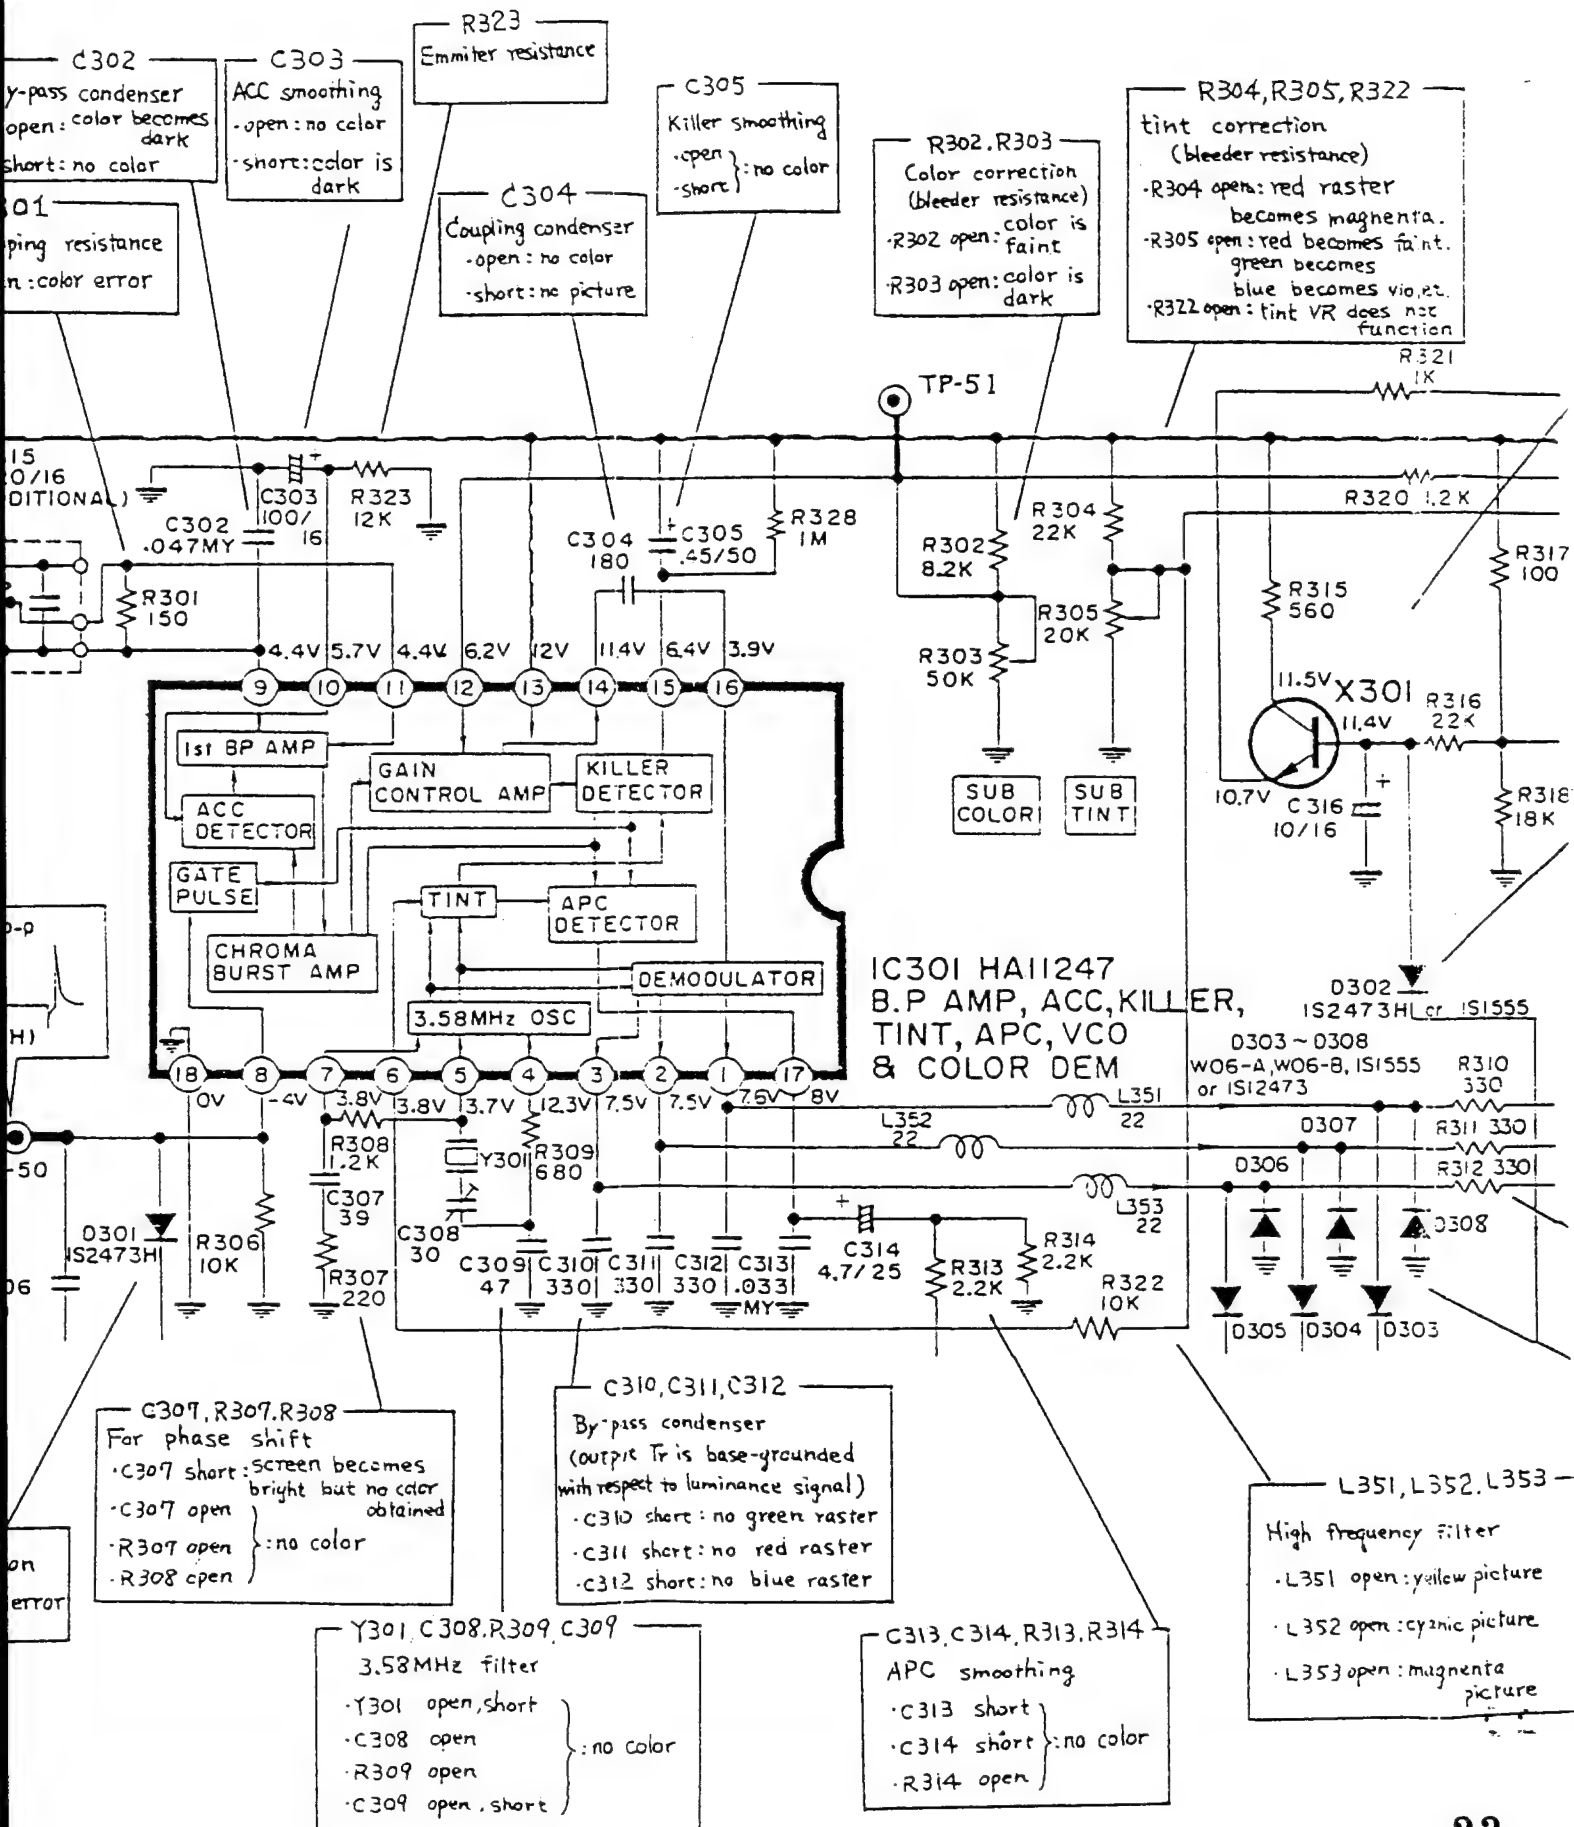 R323
Emmiter resistance
C302
y-pass condenser
open: color becomes
dark
short: no color
C303
ACC smoothing
·open: no color
·short: color is
dark
C305
Killer smoothing
·open
·short
:no color
R304, R305, R322
tint correction
(bleeder resistance)
·R304 open: red raster
becomes magnenta.
·R305 open: red becomes faint.
green becomes
blue becomes violet.
·R322 open: tint VR does not
function
R302, R303
Color correction
(bleeder resistance)
·R302 open: color is
faint
·R303 open: color is
dark
C304
Coupling condenser
·open: no color
·short: no picture
301
ping resistance
n: color error
TP-51
R321
1K
15
0/16
DITIONAL)
C303
100/
16
R323
12K
C302
.047MY
R301
150
C304
180
C305
.45/50
R328
1M
R302
8.2K
R303
50K
R304
22K
R305
20K
R320 1.2K
R315
560
R317
100
4.4V 5.7V 4.4V 6.2V 12V 11.4V 6.4V 3.9V
9 10 11 12 13 14 15 16
11.5V
X301
11.4V
R316
22K
10.7V
C316
10/16
R318
18K
SUB
COLOR
SUB
TINT
1st BP AMP
GAIN
CONTROL AMP
KILLER
DETECTOR
ACC
DETECTOR
GATE
PULSE
TINT
APC
DETECTOR
CHROMA
BURST AMP
DEMODULATOR
3.58MHz OSC
P-P
H)
IC301 HA11247
B.P AMP, ACC, KILLER,
TINT, APC, VCO
& COLOR DEM
D302
IS2473H or IS1555
D303~D308
W06-A, W06-B, IS1555
or IS12473
R310
330
18 8 7 6 5 4 3 2 1 17
0V -4V 3.8V 3.8V 3.7V 12.3V 7.5V 7.5V 7.6V 8V
L351
22
L352
22
L353
22
R311 330
R312 330
D307
D306
D308
-50
D301
IS2473H
R306
10K
R308
1.2K
C307
39
R307
220
Y301
C308
30
R309
680
C309
47
C310
330
C311
330
C312
330
C313
.033
MY
C314
4.7/25
R313
2.2K
R314
2.2K
R322
10K
D305 D304 D303
06
C307, R307, R308
For phase shift
·C307 short: screen becomes
bright but no color
obtained
·C307 open
·R307 open
·R308 open
:no color
C310, C311, C312
By-pass condenser
(output Tr is base-grounded
with respect to luminance signal)
·C310 short: no green raster
·C311 short: no red raster
·C312 short: no blue raster
L351, L352, L353
High frequency filter
·L351 open: yellow picture
·L352 open: cyanic picture
·L353 open: magnenta
picture
on
error
Y301, C308, R309, C309
3.58MHz filter
·Y301 open, short
·C308 open
·R309 open
·C309 open, short
:no color
C313, C314, R313, R314
APC smoothing
·C313 short
·C314 short
·R314 open
:no color